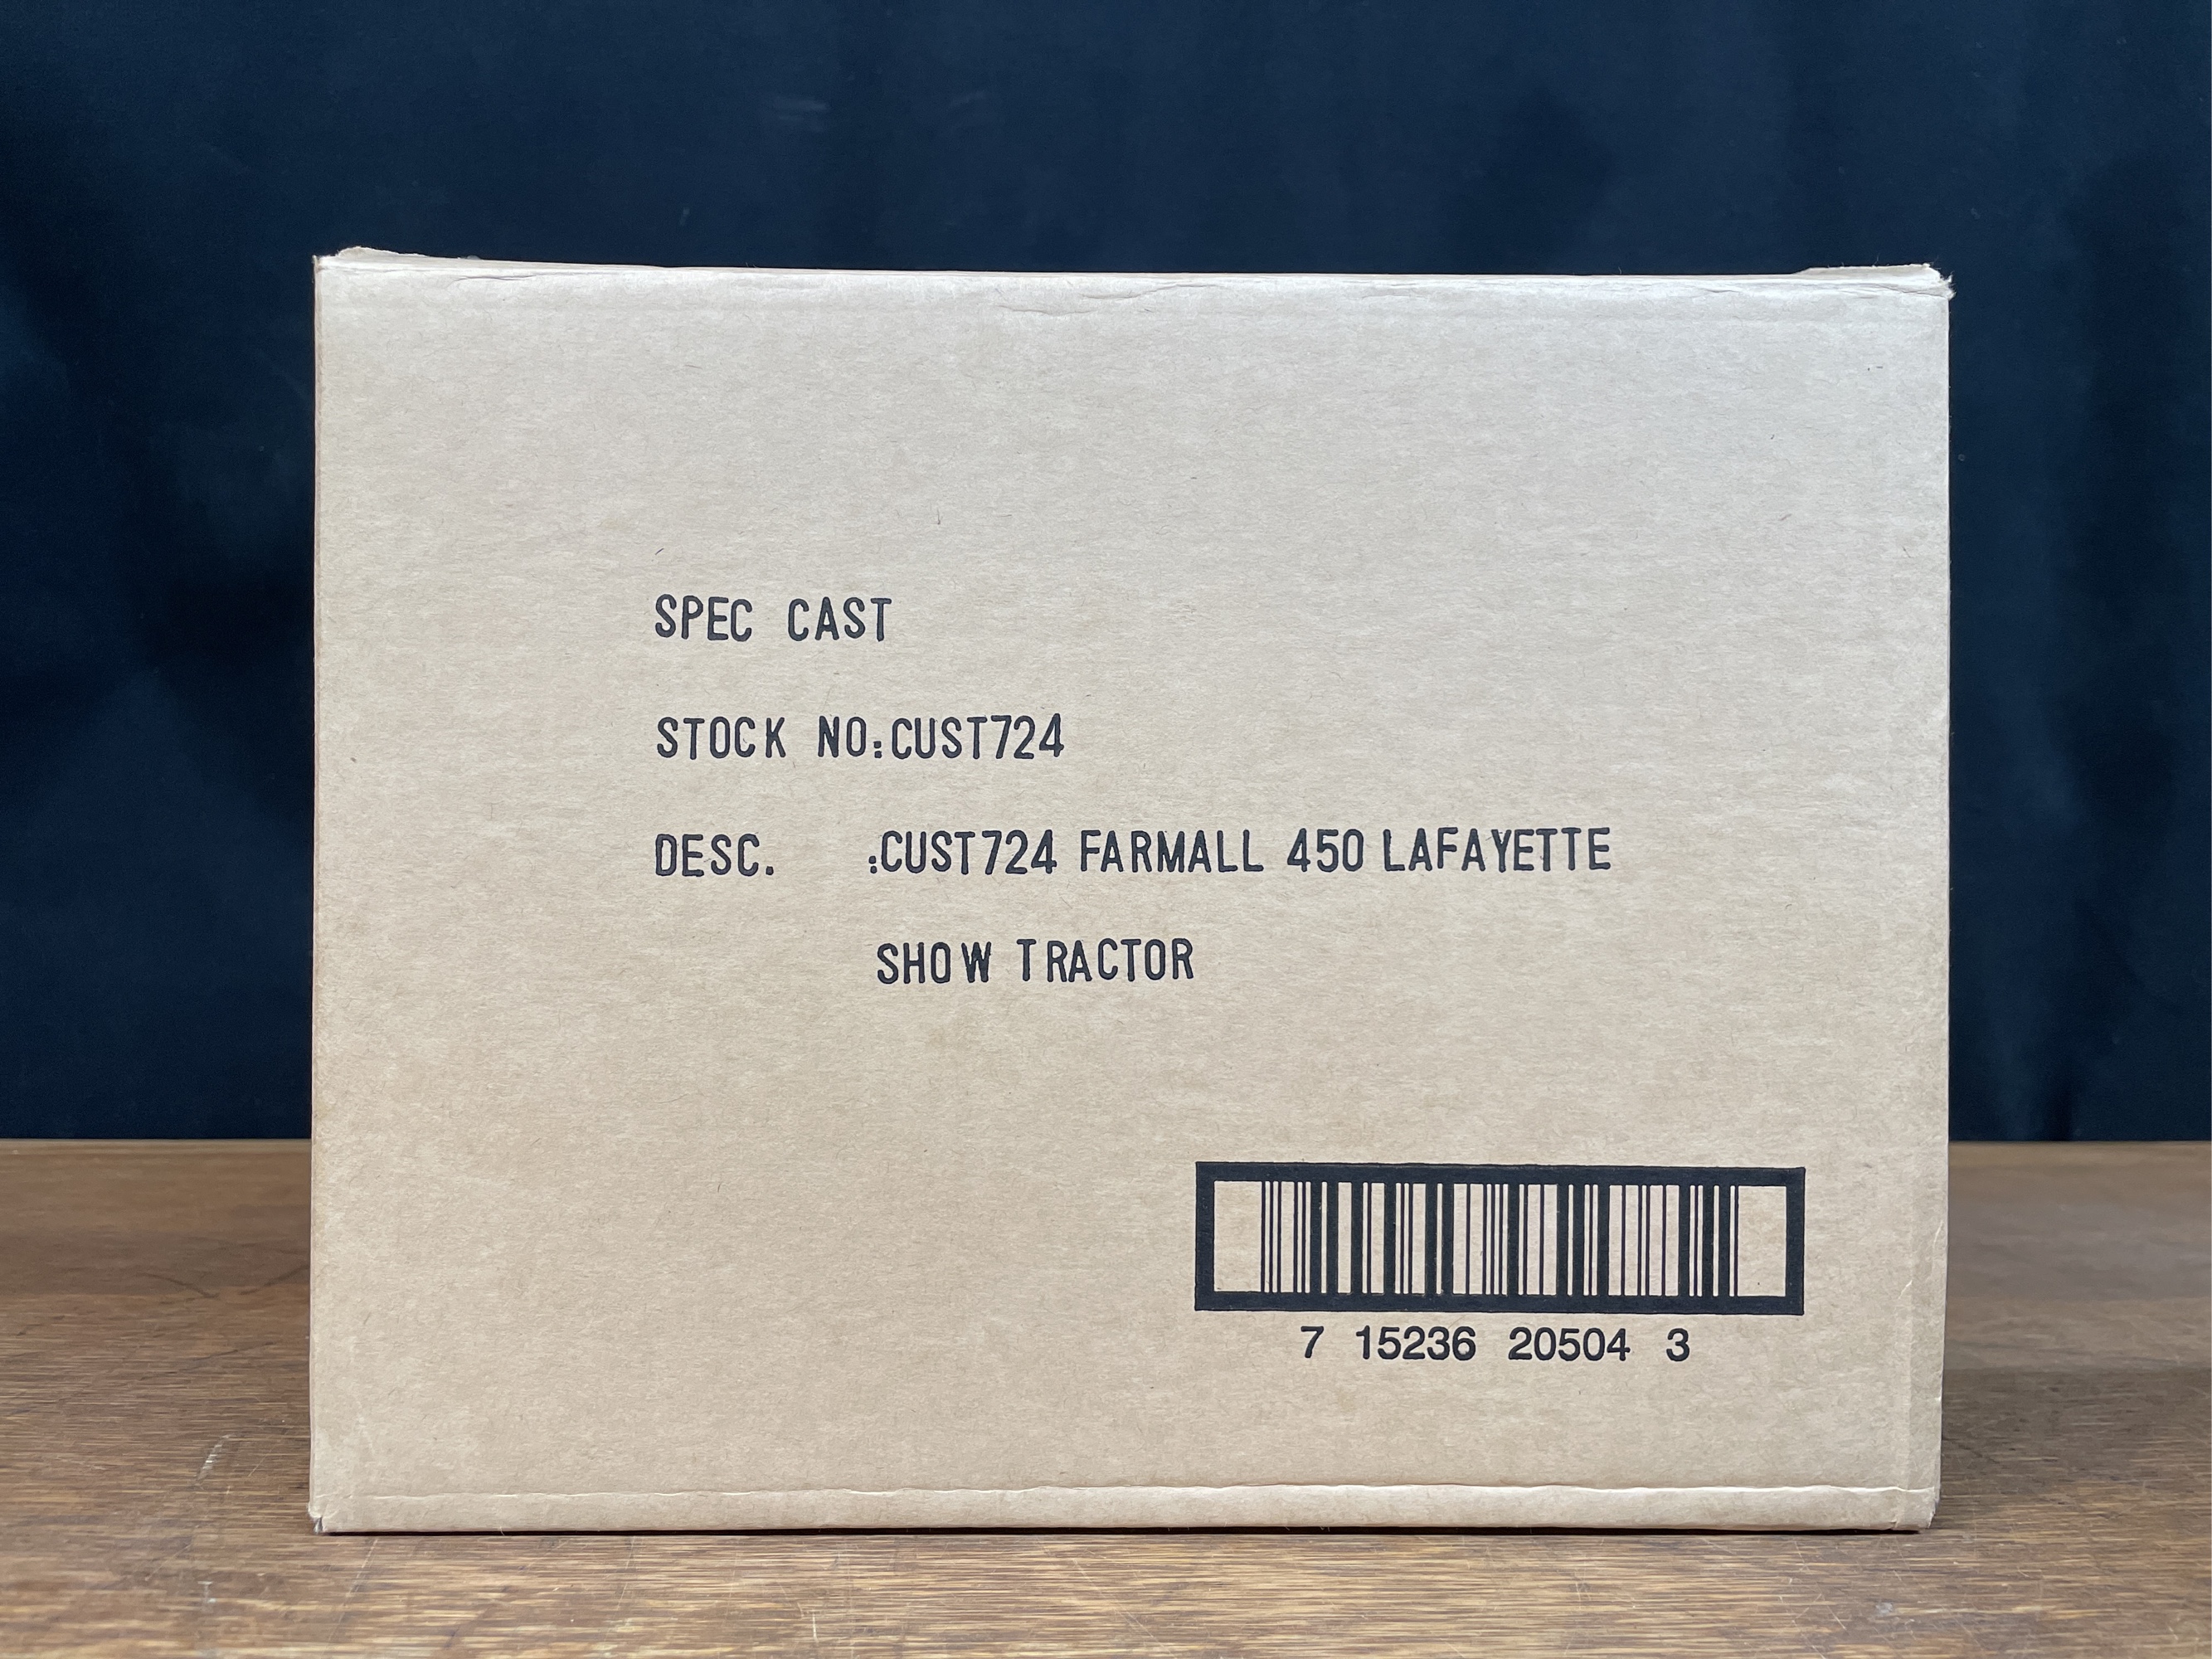 SPEC CAST
STOCK NO:CUST724
DESC. :CUST724 FARMALL 450 LAFAYETTE
SHOW TRACTOR
7 15236 20504 3